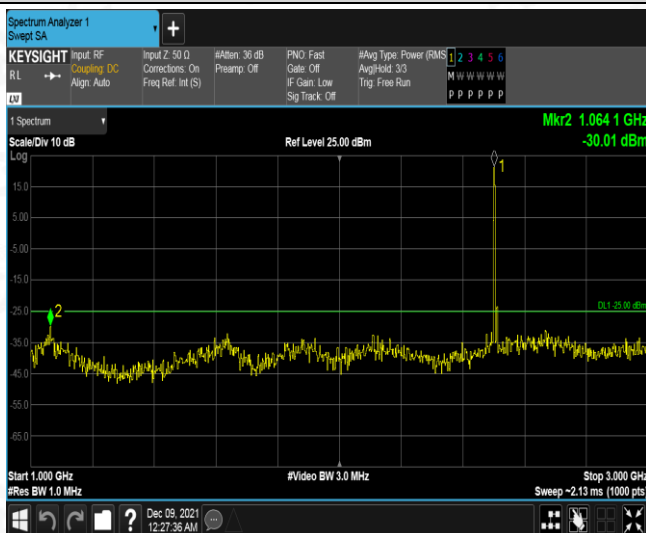 Spectrum Analyzer 1
Swept SA
+
KEYSIGHT
RL
LXI
Input: RF
Coupling: DC
Align: Auto
Input Z: 50 Ω
Corrections: On
Freq Ref: Int (S)
#Atten: 36 dB
Preamp: Off
PNO: Fast
Gate: Off
IF Gain: Low
Sig Track: Off
#Avg Type: Power (RMS
Avg|Hold: 3/3
Trig: Free Run
1 2 3 4 5 6
M W W W W W
P P P P P P
1 Spectrum
Mkr2 1.064 1 GHz
-30.01 dBm
Scale/Div 10 dB
Ref Level 25.00 dBm
Log
1
15.0
5.00
-5.00
-15.0
2
DL1 -25.00 dBm
-25.0
-35.0
-45.0
-55.0
-65.0
Start 1.000 GHz
#Video BW 3.0 MHz
Stop 3.000 GHz
#Res BW 1.0 MHz
Sweep ~2.13 ms (1000 pts)
?
Dec 09, 2021
12:27:36 AM